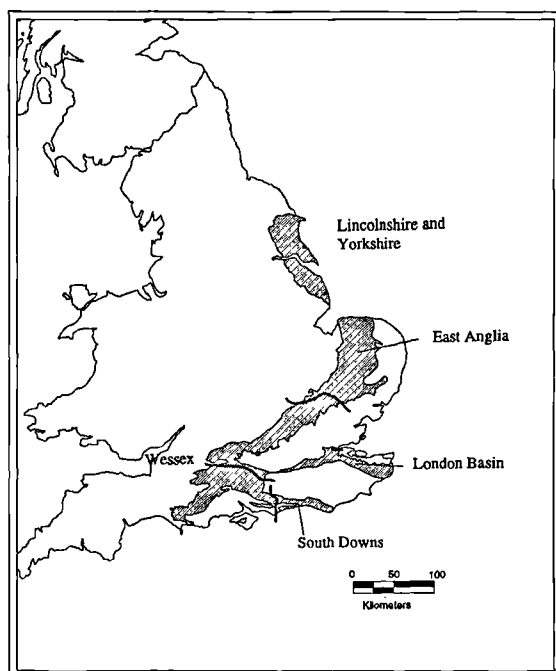 Lincolnshire and
Yorkshire
East Anglia
Wessex
London Basin
South Downs
0 50 100
Kilometers